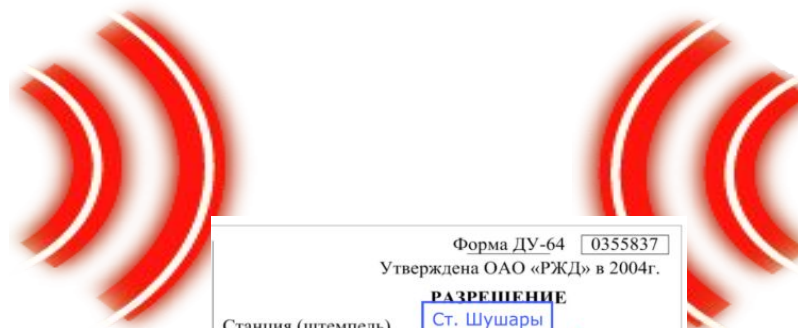 Форма ДУ-64 0355837
Утверждена ОАО «РЖД» в 2004г.
РАЗРЕШЕНИЕ
Станция (штемпель) Ст. Шушары